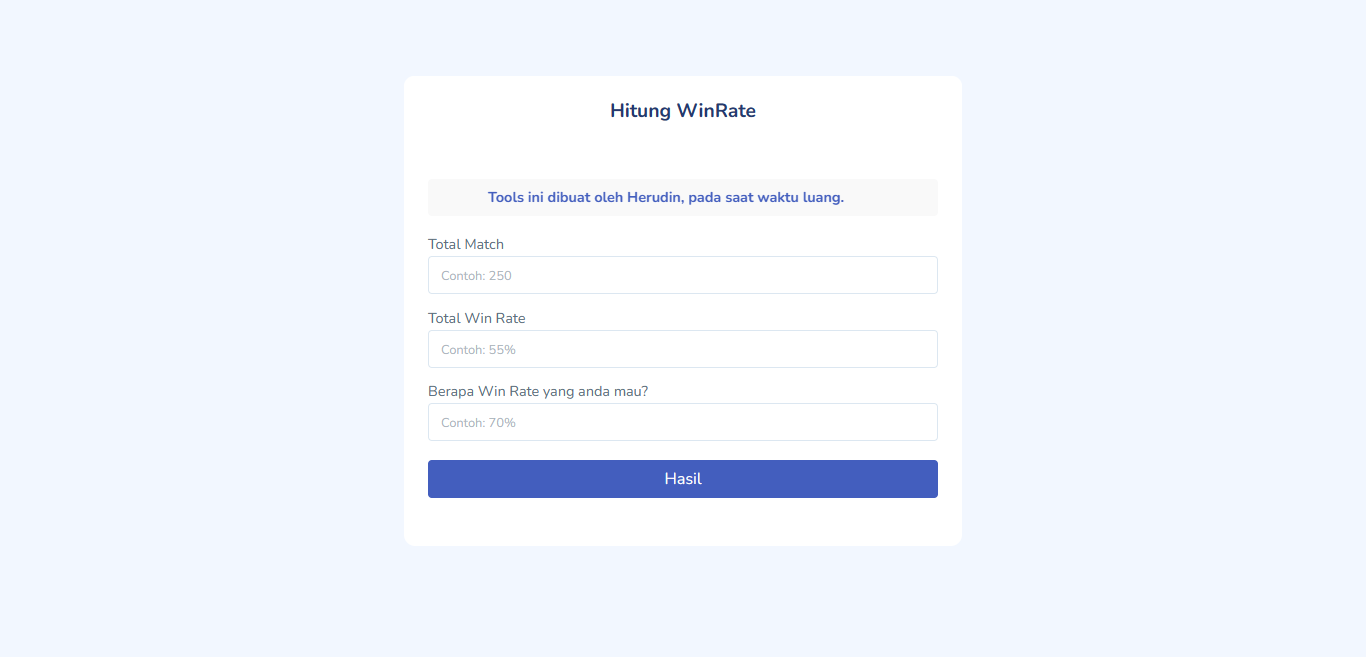 Hitung WinRate
Tools ini dibuat oleh Herudin, pada saat waktu luang.
Total Match
Contoh: 250
Total Win Rate
Contoh: 55%
Berapa Win Rate yang anda mau?
Contoh: 70%
Hasil